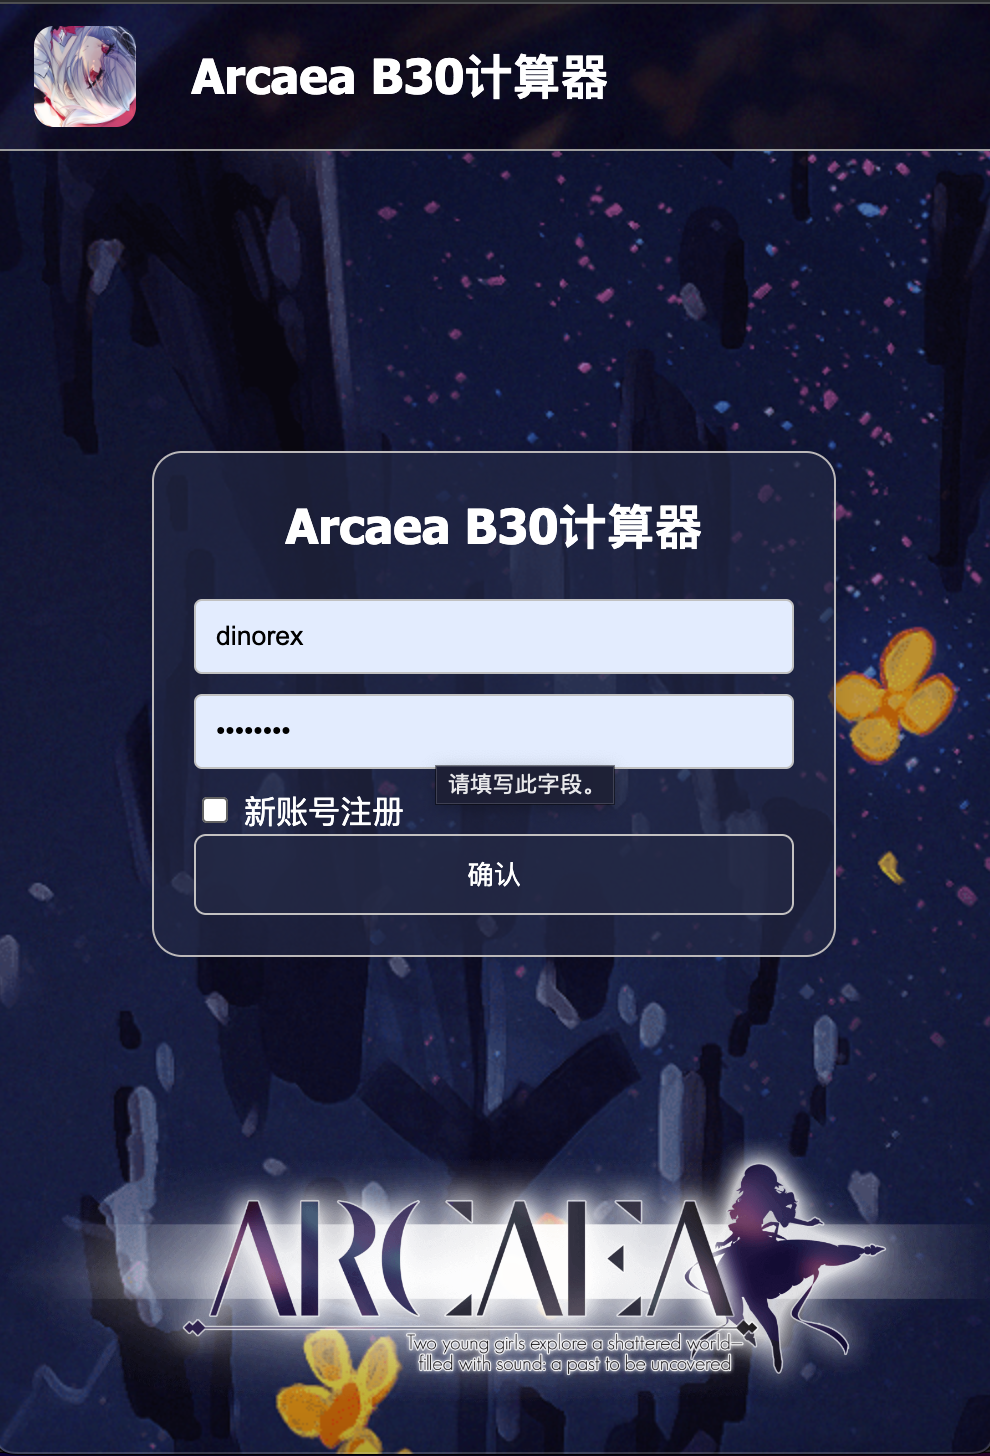 Arcaea B30计算器
Arcaea B30计算器
dinorex
••••••••
请填写此字段。
新账号注册
确认
ARCAEA
Two young girls explore a shattered world—
filled with sound: a past to be uncovered